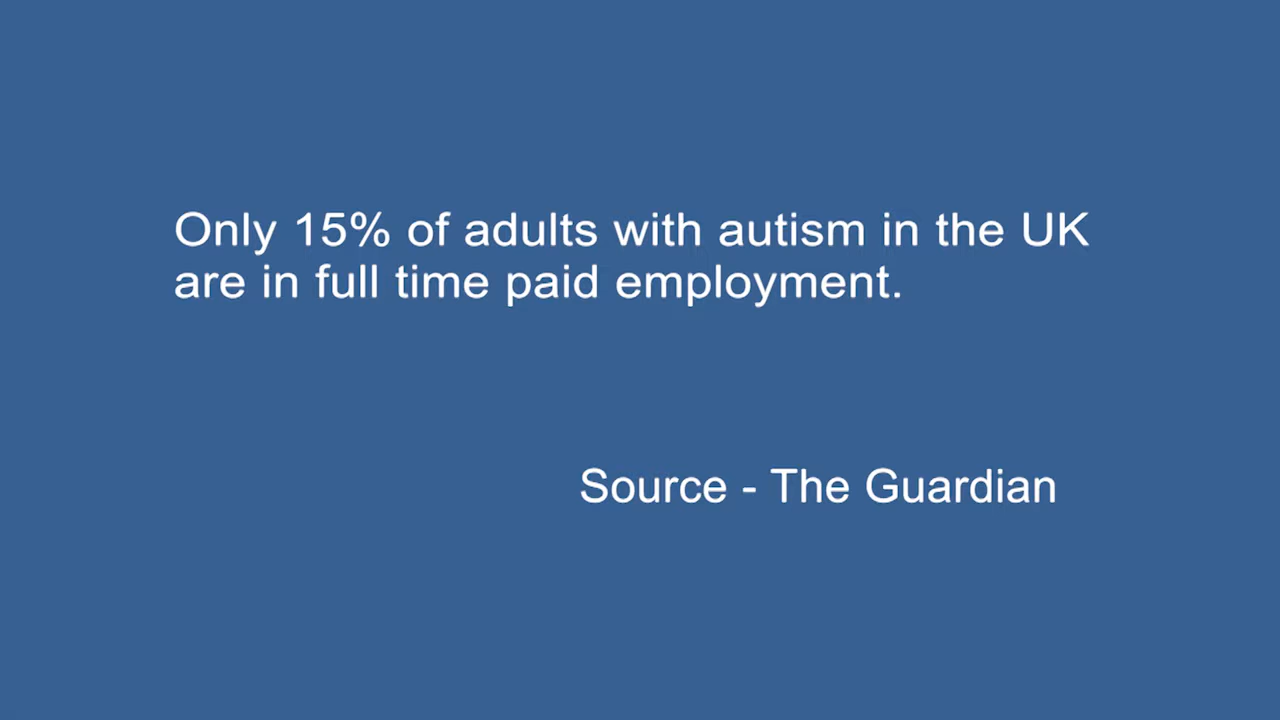 Only 15% of adults with autism in the UK
are in full time paid employment.
Source - The Guardian